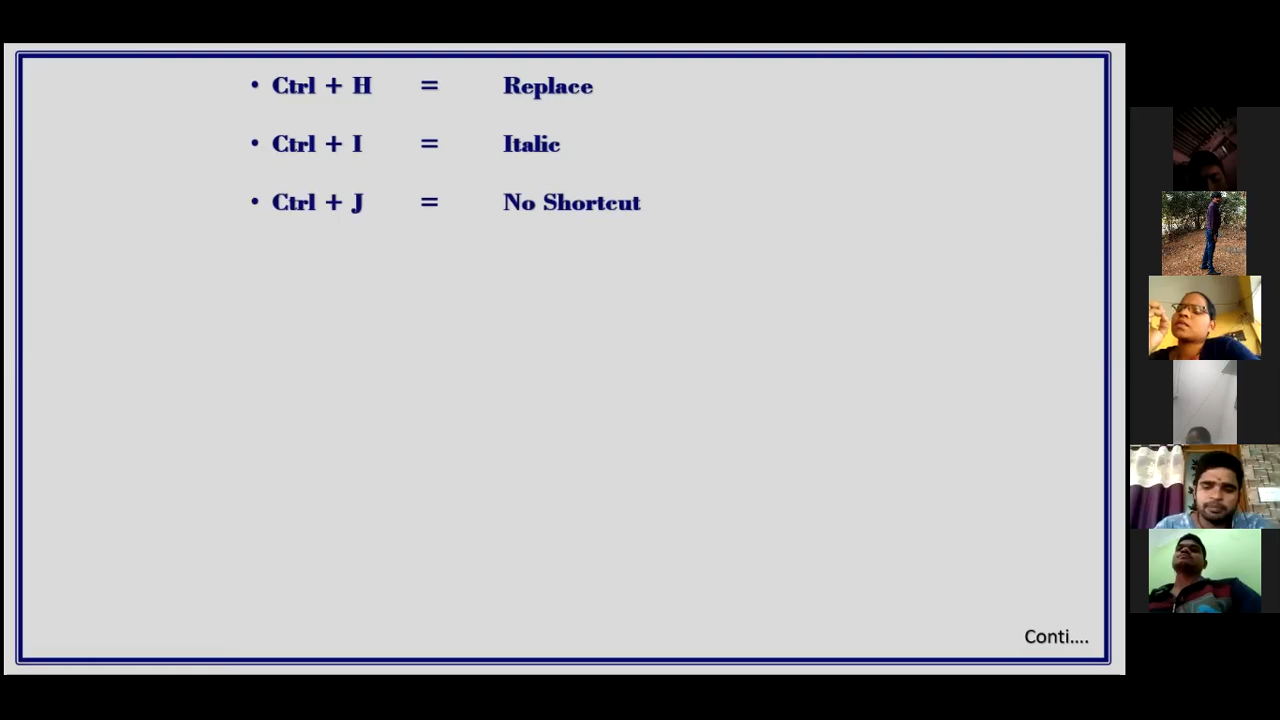 • Ctrl + H = Replace
• Ctrl + I = Italic
• Ctrl + J = No Shortcut
Conti....